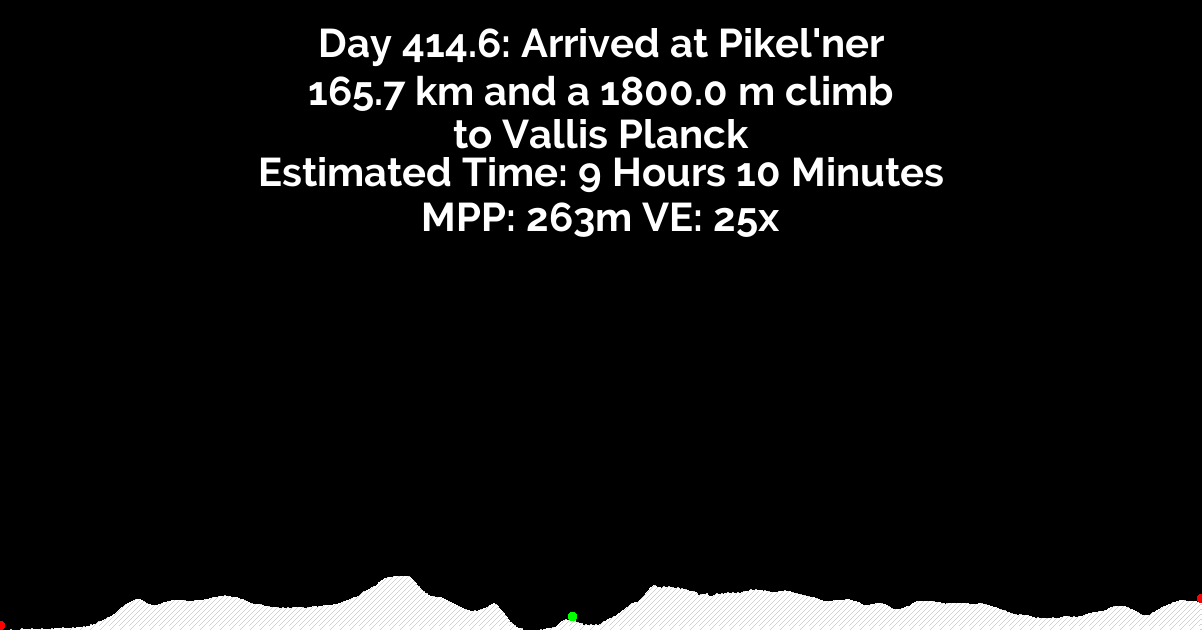 Day 414.6: Arrived at Pikel'ner
165.7 km and a 1800.0 m climb
to Vallis Planck
Estimated Time: 9 Hours 10 Minutes
MPP: 263m VE: 25x